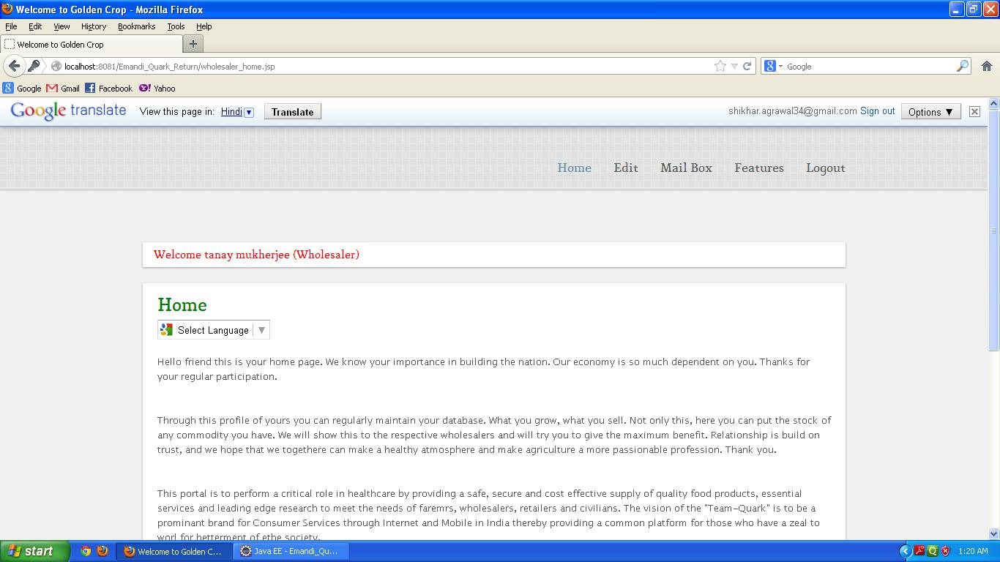 Welcome to Golden Crop - Mozilla Firefox
File Edit View History Bookmarks Tools Help
Welcome to Golden Crop
localhost:8081/Emandi_Quark_Return/wholesaler_home.jsp
Google
Google Gmail Facebook Yahoo
Google translate View this page in: Hindi Translate
shikhar.agrawal34@gmail.com Sign out Options ▼
Home Edit Mail Box Features Logout
Welcome tanay mukherjee (Wholesaler)
Home
Select Language ▼
Hello friend this is your home page. We know your importance in building the nation. Our economy is so much dependent on you. Thanks for
your regular participation.
Through this profile of yours you can regularly maintain your database. What you grow, what you sell. Not only this, here you can put the stock of
any commodity you have. We will show this to the respective wholesalers and will try you to give the maximum benefit. Relationship is build on
trust, and we hope that we togethere can make a healthy atmosphere and make agriculture a more passionable profession. Thank you.
This portal is to perform a critical role in healthcare by providing a safe, secure and cost effective supply of quality food products, essential
services and leading edge research to meet the needs of faremrs, wholesalers, retailers and civilians. The vision of the "Team-Quark" is to be a
prominant brand for Consumer Services through Internet and Mobile in India thereby providing a common platform for those who have a zeal to
worl for betterment of ethe society.
start
Welcome to Golden C...
Java EE - Emandi_Qu...
1:20 AM